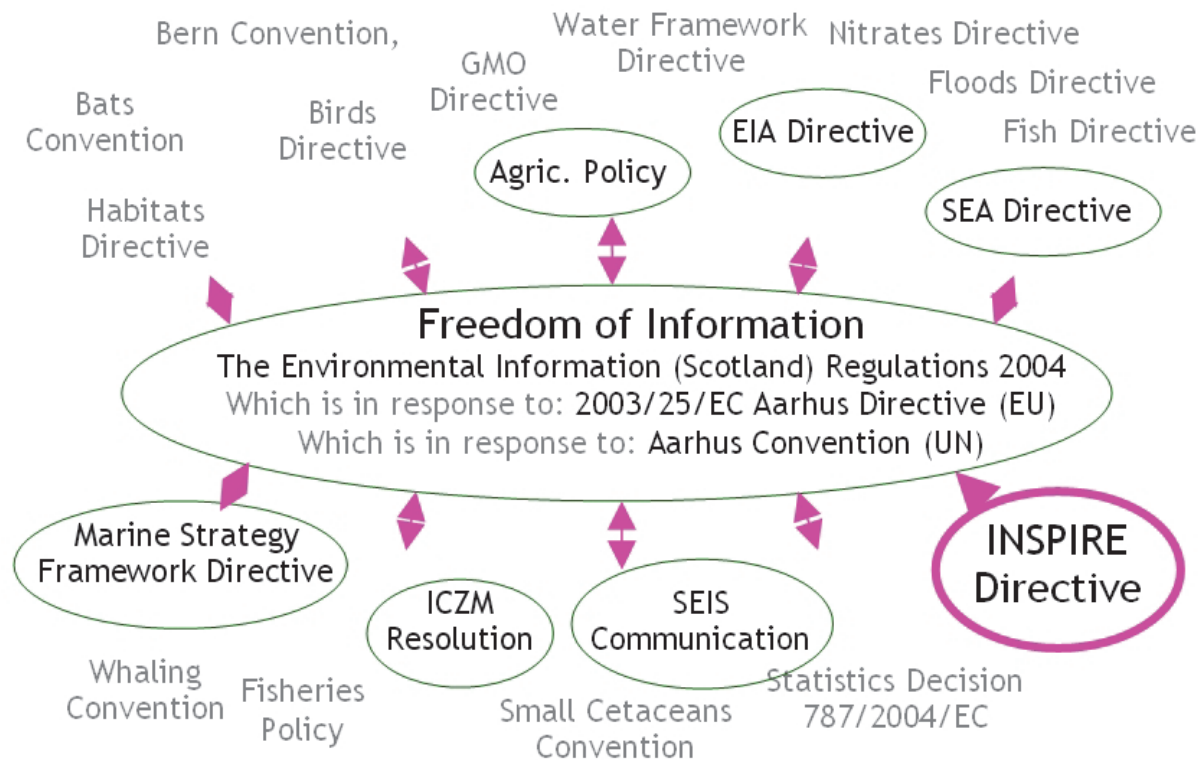 Bern Convention,
Water Framework
Directive
Nitrates Directive
GMO
Directive
Floods Directive
Bats
Convention
Birds
Directive
EIA Directive
Fish Directive
Agric. Policy
Habitats
Directive
SEA Directive
Freedom of Information
The Environmental Information (Scotland) Regulations 2004
Which is in response to: 2003/25/EC Aarhus Directive (EU)
Which is in response to: Aarhus Convention (UN)
Marine Strategy
Framework Directive
INSPIRE
Directive
ICZM
Resolution
SEIS
Communication
Whaling
Convention
Fisheries
Policy
Small Cetaceans
Convention
Statistics Decision
787/2004/EC